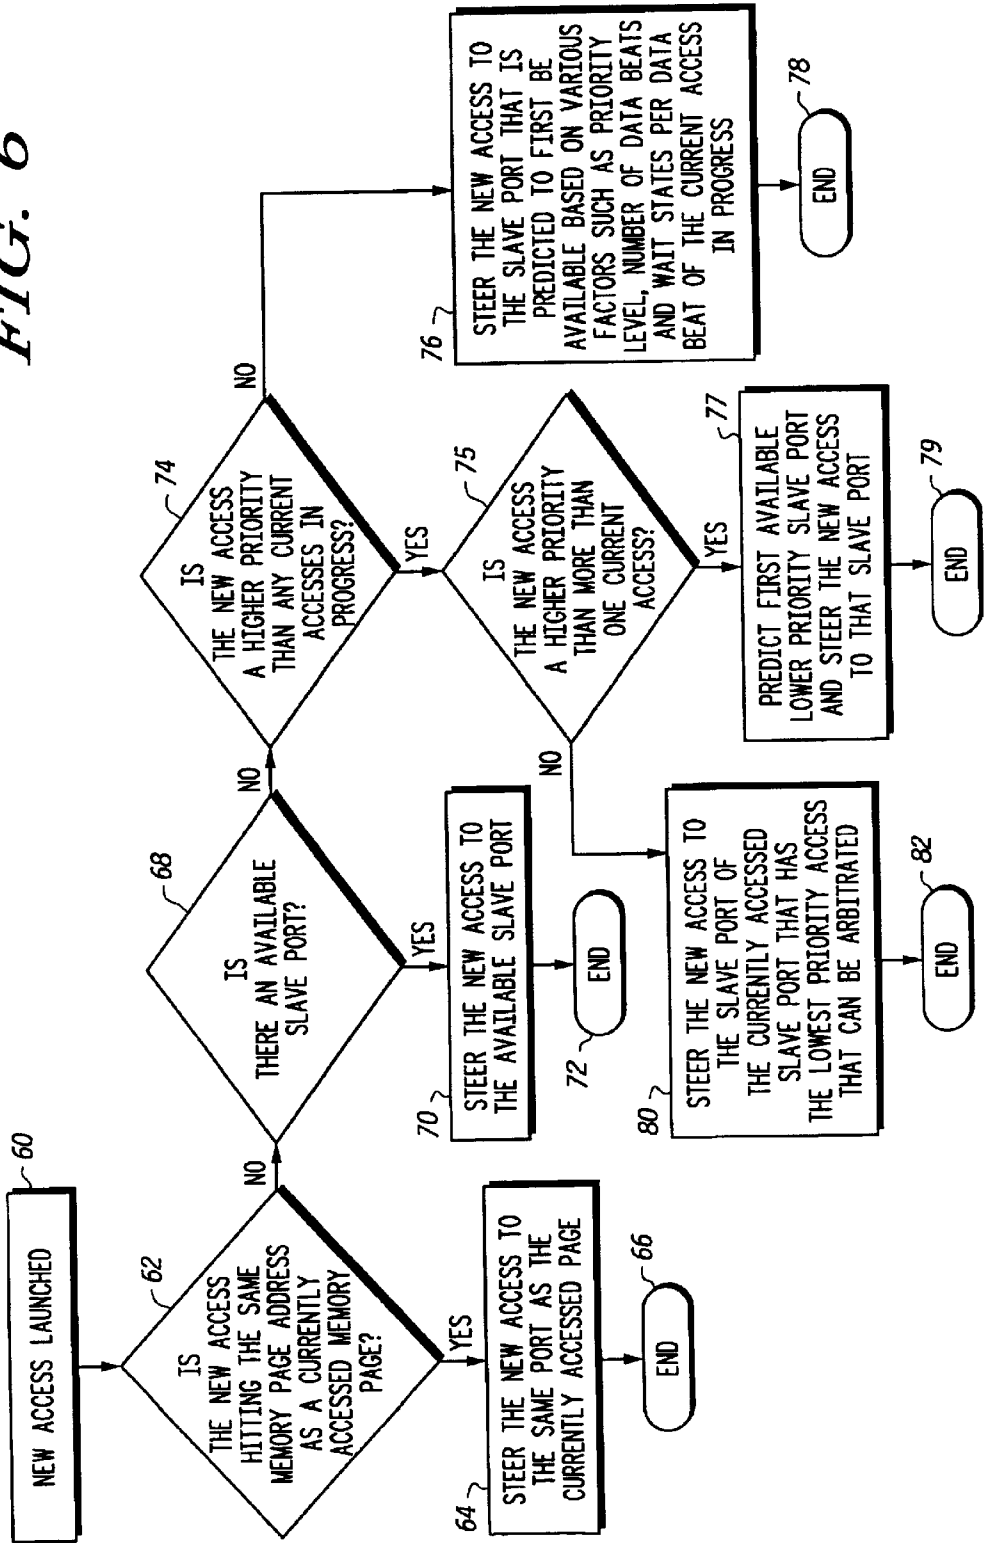 FIG. 6
NEW ACCESS LAUNCHED
60
62
IS
THE NEW ACCESS
HITTING THE SAME
MEMORY PAGE ADDRESS
AS A CURRENTLY
ACCESSED MEMORY
PAGE?
NO
YES
64
STEER THE NEW ACCESS TO
THE SAME PORT AS THE
CURRENTLY ACCESSED PAGE
66
END
68
IS
THERE AN AVAILABLE
SLAVE PORT?
NO
YES
70
STEER THE NEW ACCESS TO
THE AVAILABLE SLAVE PORT
72
END
74
IS
THE NEW ACCESS
A HIGHER PRIORITY
THAN ANY CURRENT
ACCESSES IN
PROGRESS?
NO
YES
75
IS
THE NEW ACCESS
A HIGHER PRIORITY
THAN MORE THAN
ONE CURRENT
ACCESS?
NO
YES
76
STEER THE NEW ACCESS TO
THE SLAVE PORT THAT IS
PREDICTED TO FIRST BE
AVAILABLE BASED ON VARIOUS
FACTORS SUCH AS PRIORITY
LEVEL, NUMBER OF DATA BEATS
AND WAIT STATES PER DATA
BEAT OF THE CURRENT ACCESS
IN PROGRESS
78
END
77
PREDICT FIRST AVAILABLE
LOWER PRIORITY SLAVE PORT
AND STEER THE NEW ACCESS
TO THAT SLAVE PORT
79
END
80
STEER THE NEW ACCESS TO
THE SLAVE PORT OF
THE CURRENTLY ACCESSED
SLAVE PORT THAT HAS
THE LOWEST PRIORITY ACCESS
THAT CAN BE ARBITRATED
82
END